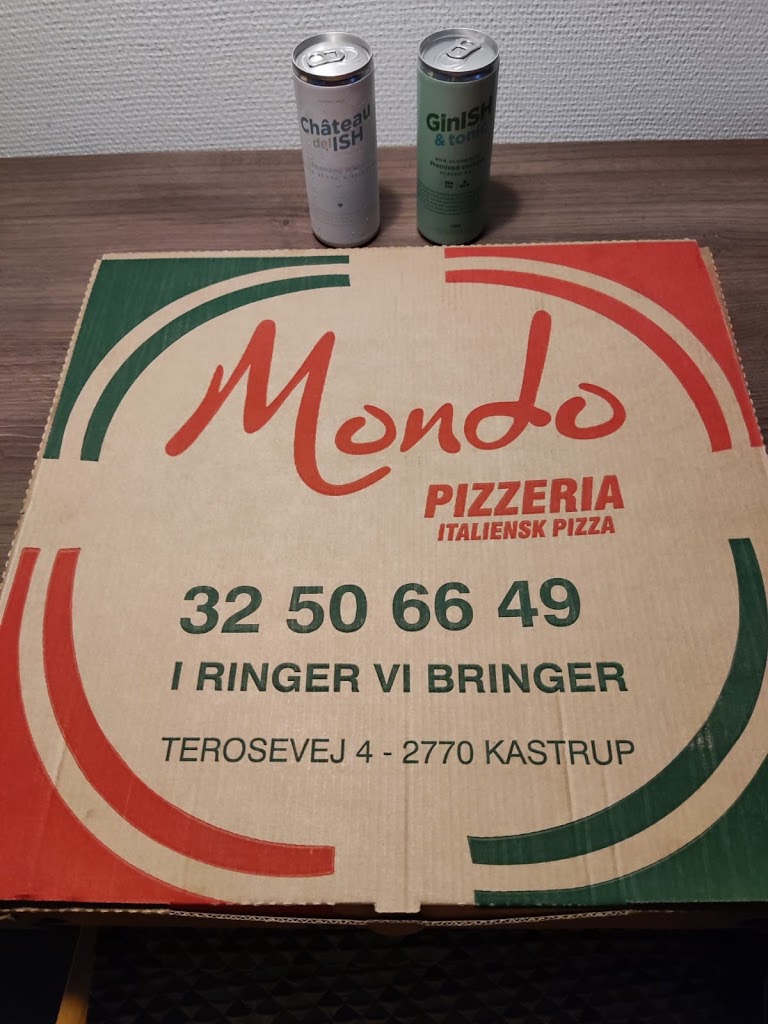 Château
del ISH
GinISH
& tonic
Mondo
PIZZERIA
ITALIENSK PIZZA
32 50 66 49
I RINGER VI BRINGER
TEROSEVEJ 4 - 2770 KASTRUP